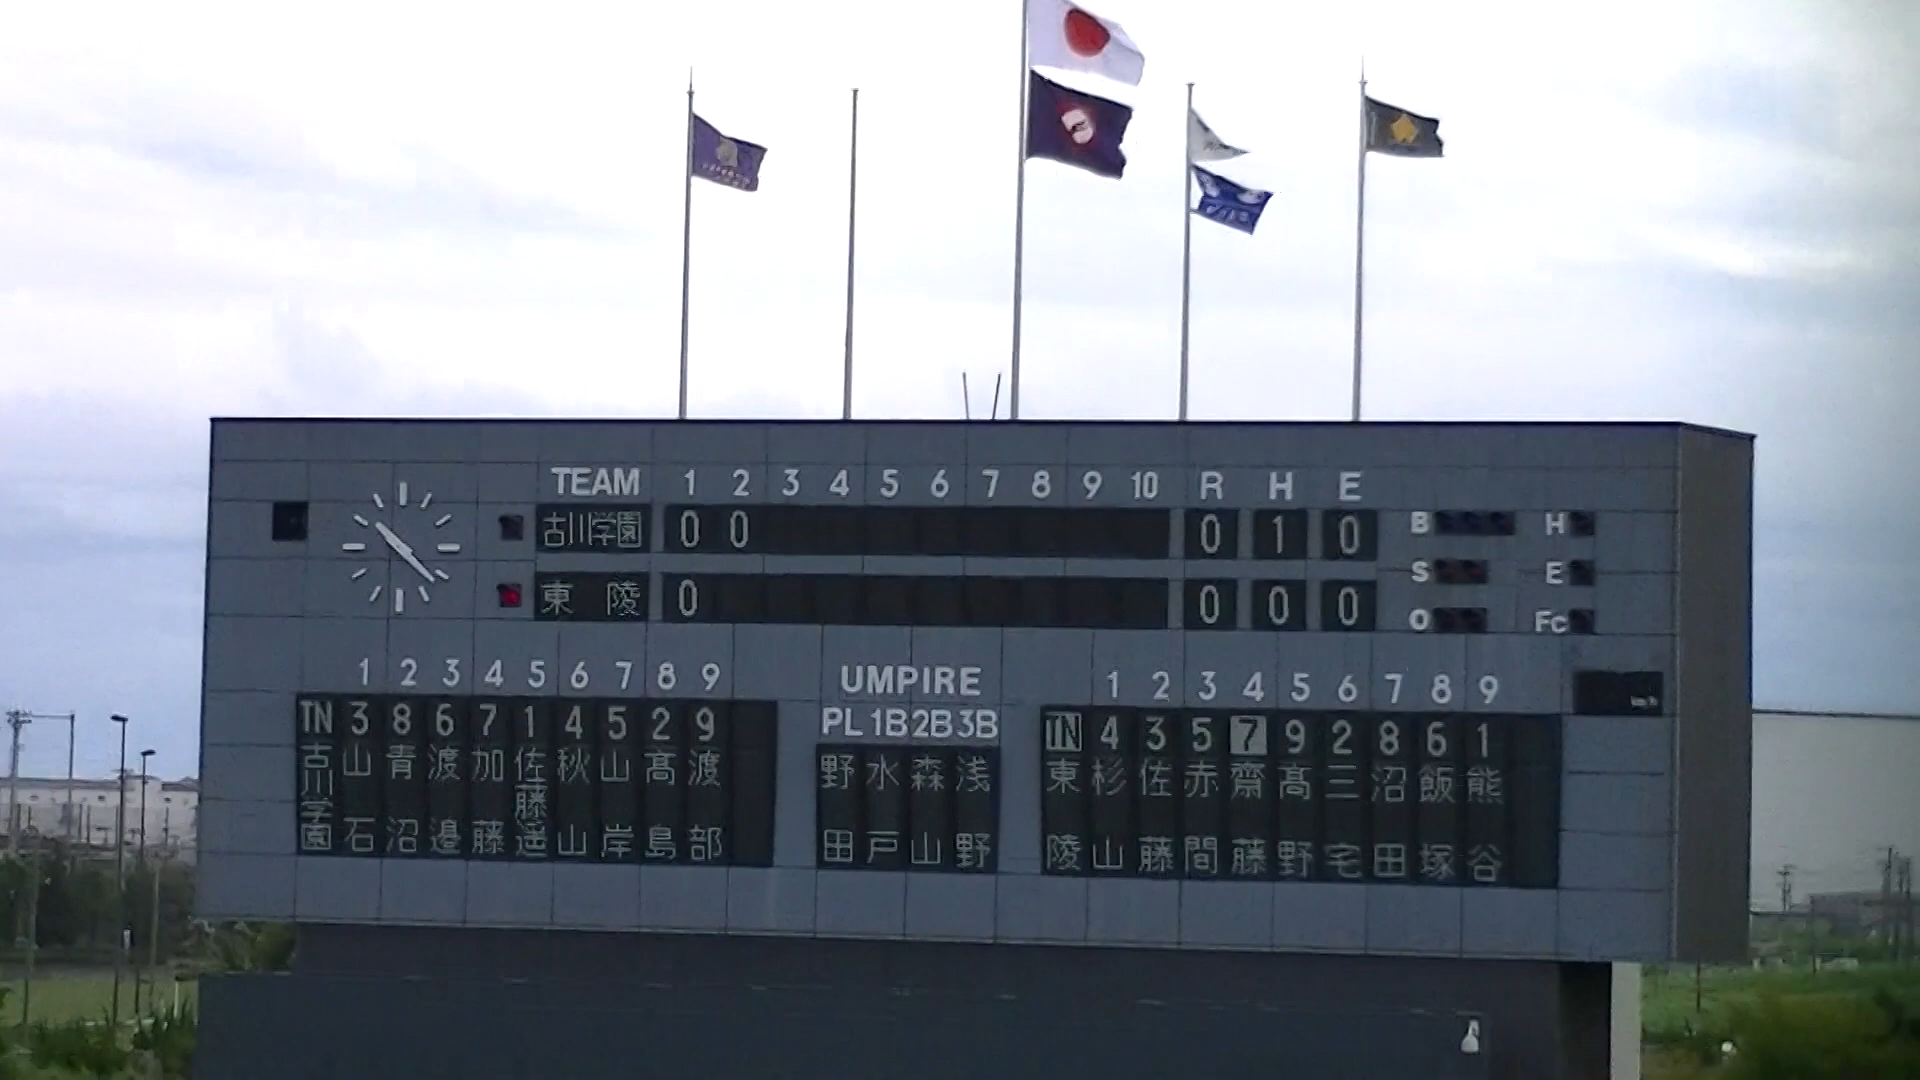 TEAM 1 2 3 4 5 6 7 8 9 10 R H E
古川学園 0 0 0 1 0 B H
S E
東陵 0 0 0 0 O Fc
1 2 3 4 5 6 7 8 9
TN 3 8 6 7 1 4 5 2 9
古川学園 山石 青沼 渡邉 加藤 佐藤遥 秋山 山岸 髙島 渡部
UMPIRE
PL 1B 2B 3B
野田 水戸 森山 浅野
1 2 3 4 5 6 7 8 9
TN 4 3 5 7 9 2 8 6 1
東陵 杉山 佐藤 赤間 齋藤 髙野 三宅 沼田 飯塚 熊谷
km/h